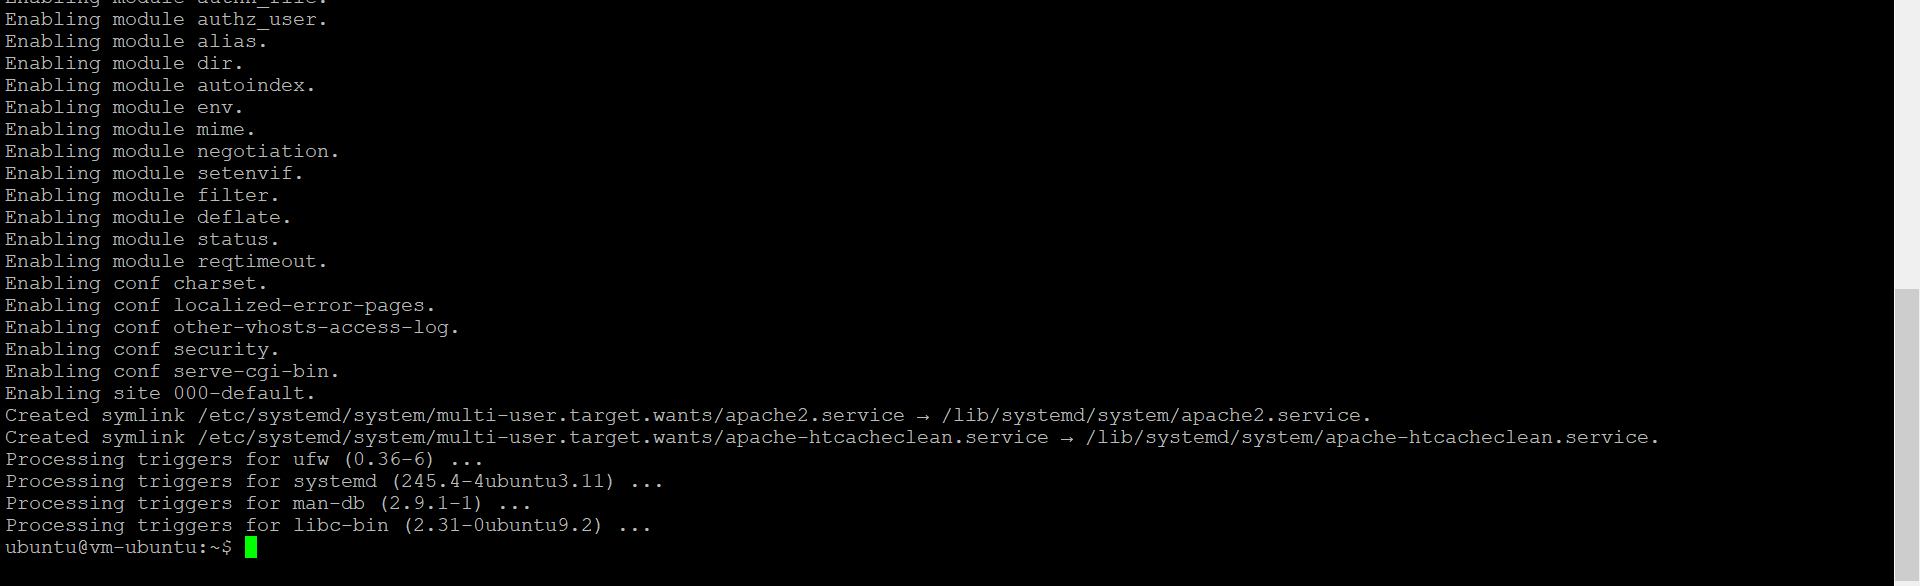 Enabling module authn_file.
Enabling module authz_user.
Enabling module alias.
Enabling module dir.
Enabling module autoindex.
Enabling module env.
Enabling module mime.
Enabling module negotiation.
Enabling module setenvif.
Enabling module filter.
Enabling module deflate.
Enabling module status.
Enabling module reqtimeout.
Enabling conf charset.
Enabling conf localized-error-pages.
Enabling conf other-vhosts-access-log.
Enabling conf security.
Enabling conf serve-cgi-bin.
Enabling site 000-default.
Created symlink /etc/systemd/system/multi-user.target.wants/apache2.service → /lib/systemd/system/apache2.service.
Created symlink /etc/systemd/system/multi-user.target.wants/apache-htcacheclean.service → /lib/systemd/system/apache-htcacheclean.service.
Processing triggers for ufw (0.36-6) ...
Processing triggers for systemd (245.4-4ubuntu3.11) ...
Processing triggers for man-db (2.9.1-1) ...
Processing triggers for libc-bin (2.31-0ubuntu9.2) ...
ubuntu@vm-ubuntu:~$